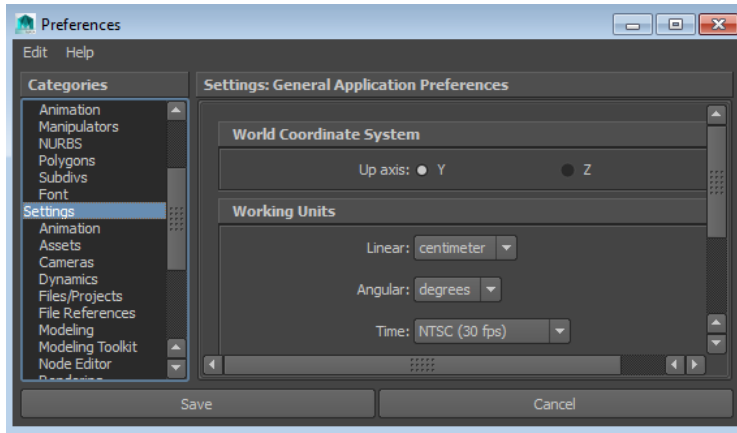 Preferences
Edit Help
Categories
Animation
Manipulators
NURBS
Polygons
Subdivs
Font
Settings
Animation
Assets
Cameras
Dynamics
Files/Projects
File References
Modeling
Modeling Toolkit
Node Editor
Rendering
Settings: General Application Preferences
World Coordinate System
Up axis: Y Z
Working Units
Linear: centimeter
Angular: degrees
Time: NTSC (30 fps)
Save Cancel